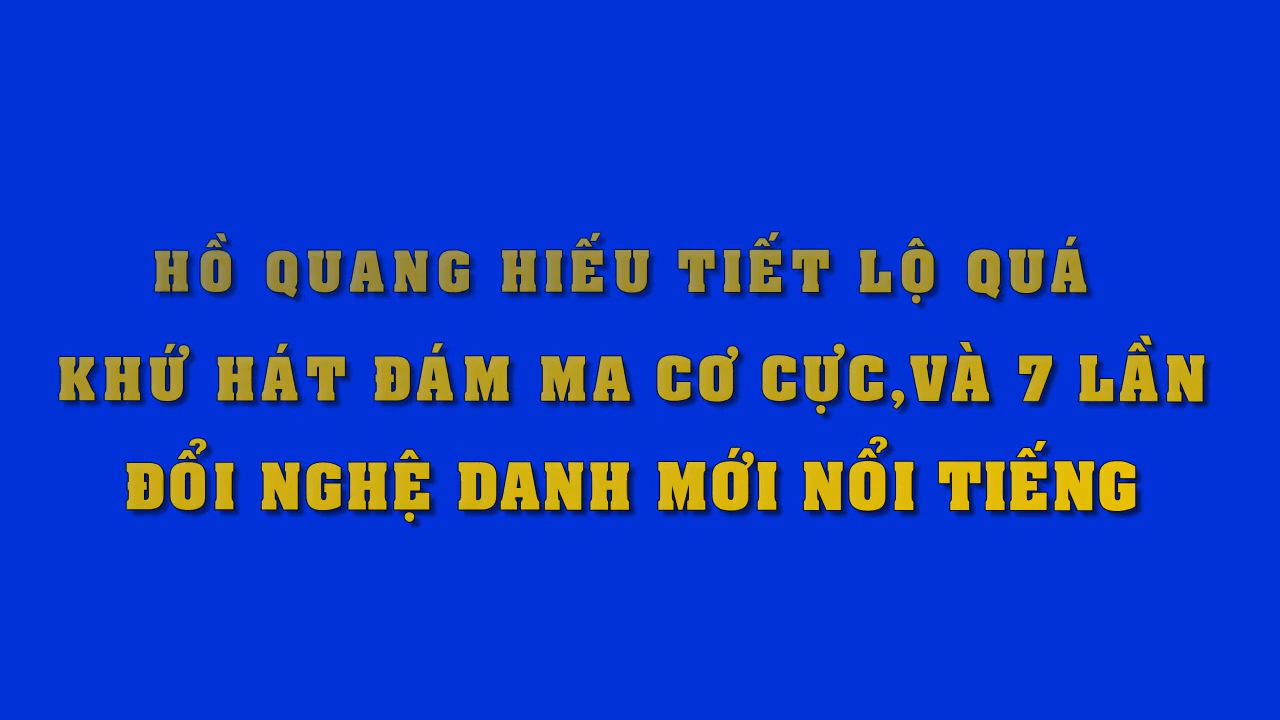 HỒ QUANG HIẾU TIẾT LỘ QUÁ
KHỨ HÁT ĐÁM MA CƠ CỰC,VÀ 7 LẦN
ĐỔI NGHỆ DANH MỚI NỔI TIẾNG